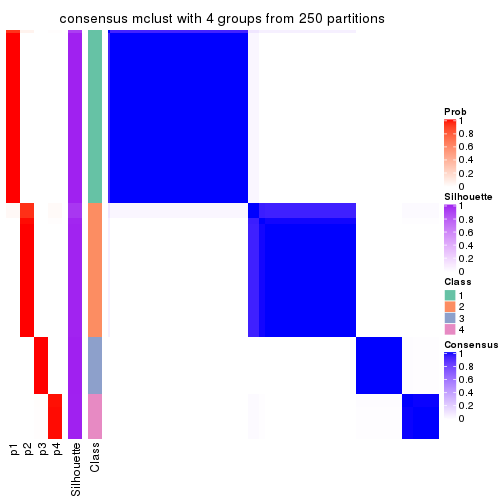 consensus mclust with 4 groups from 250 partitions
Prob
1
0.8
0.6
0.4
0.2
0
Silhouette
1
0.8
0.6
0.4
0.2
0
Class
1
2
3
4
Consensus
1
0.8
0.6
0.4
0.2
0
p1
p2
p3
p4
Silhouette
Class